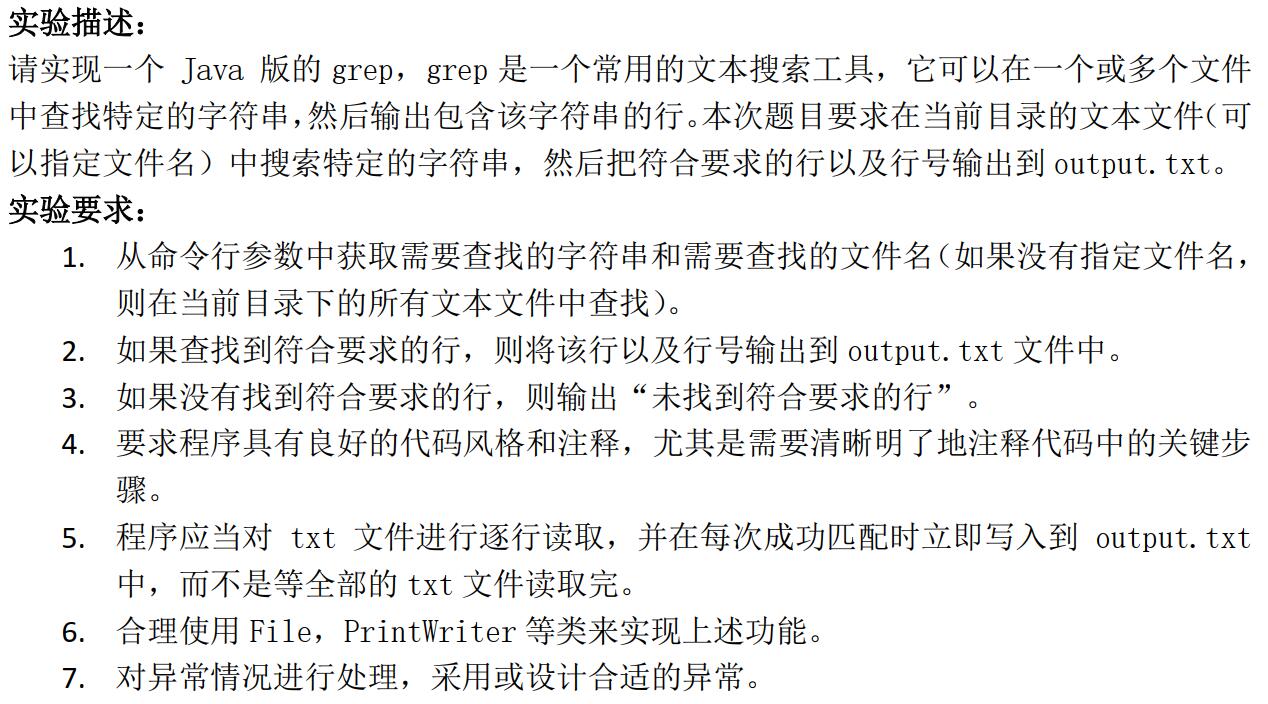 实验描述：
请实现一个 Java 版的 grep，grep 是一个常用的文本搜索工具，它可以在一个或多个文件
中查找特定的字符串，然后输出包含该字符串的行。本次题目要求在当前目录的文本文件（可
以指定文件名）中搜索特定的字符串，然后把符合要求的行以及行号输出到 output.txt。
实验要求：
1. 从命令行参数中获取需要查找的字符串和需要查找的文件名（如果没有指定文件名，
则在当前目录下的所有文本文件中查找）。
2. 如果查找到符合要求的行，则将该行以及行号输出到 output.txt 文件中。
3. 如果没有找到符合要求的行，则输出“未找到符合要求的行”。
4. 要求程序具有良好的代码风格和注释，尤其是需要清晰明了地注释代码中的关键步
骤。
5. 程序应当对 txt 文件进行逐行读取，并在每次成功匹配时立即写入到 output.txt
中，而不是等全部的 txt 文件读取完。
6. 合理使用 File，PrintWriter 等类来实现上述功能。
7. 对异常情况进行处理，采用或设计合适的异常。